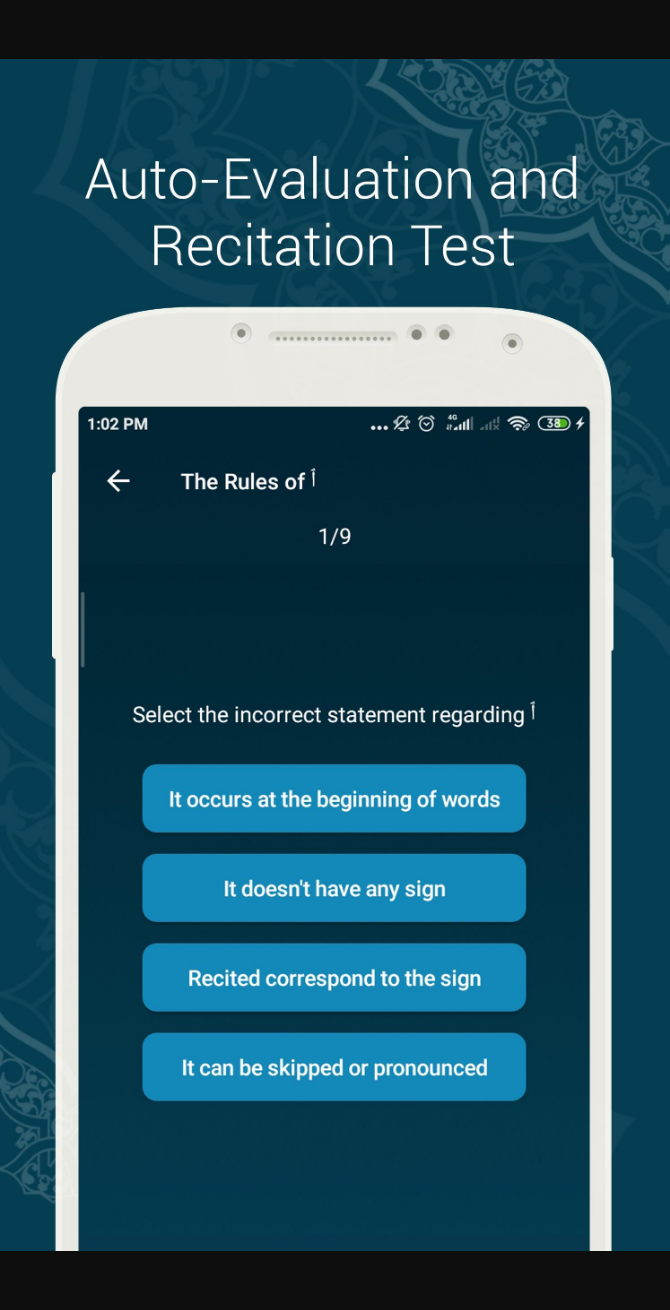 Auto-Evaluation and
Recitation Test
1:02 PM
4G
38
The Rules of ٱ
1/9
Select the incorrect statement regarding ٱ
It occurs at the beginning of words
It doesn't have any sign
Recited correspond to the sign
It can be skipped or pronounced